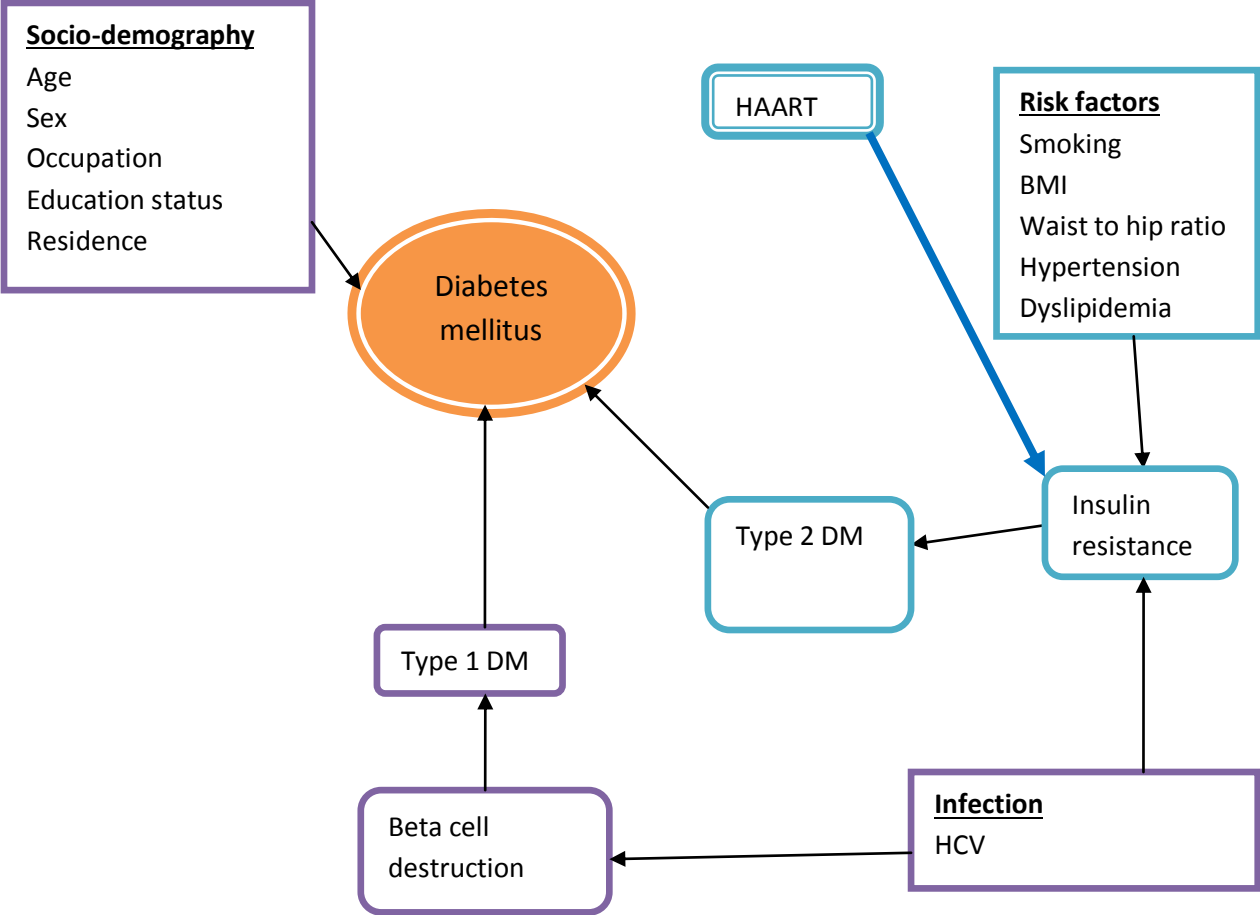 Socio-demography
Age
Sex
Occupation
Education status
Residence
HAART
Risk factors
Smoking
BMI
Waist to hip ratio
Hypertension
Dyslipidemia
Diabetes
mellitus
Insulin
resistance
Type 2 DM
Type 1 DM
Beta cell
destruction
Infection
HCV